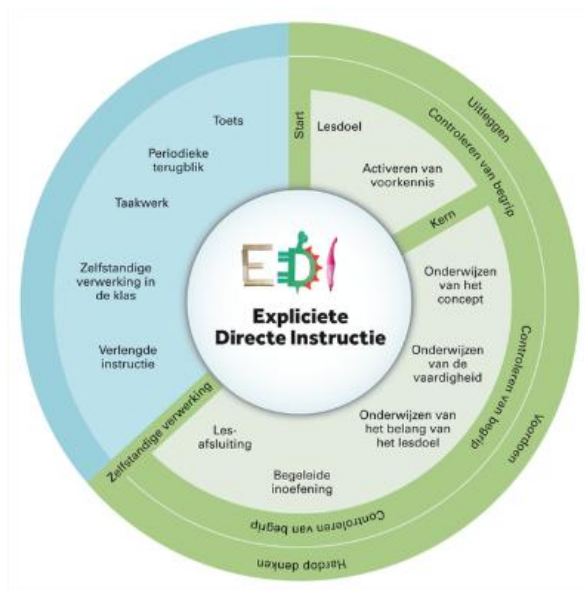 Uitleggen
Controleren van begrip
Start
Lesdoel
Activeren van
voorkennis
Kern
Onderwijzen
van het
concept
Onderwijzen
van de
vaardigheid
Onderwijzen van
het belang van
het lesdoel
Controleren van begrip
Voordoen
Begeleide
inoefening
Les-
afsluiting
Controleren van begrip
Hardop denken
Zelfstandige verwerking
Verlengde
instructie
Zelfstandige
verwerking in
de klas
Taakwerk
Periodieke
terugblik
Toets
EDI
Expliciete
Directe Instructie